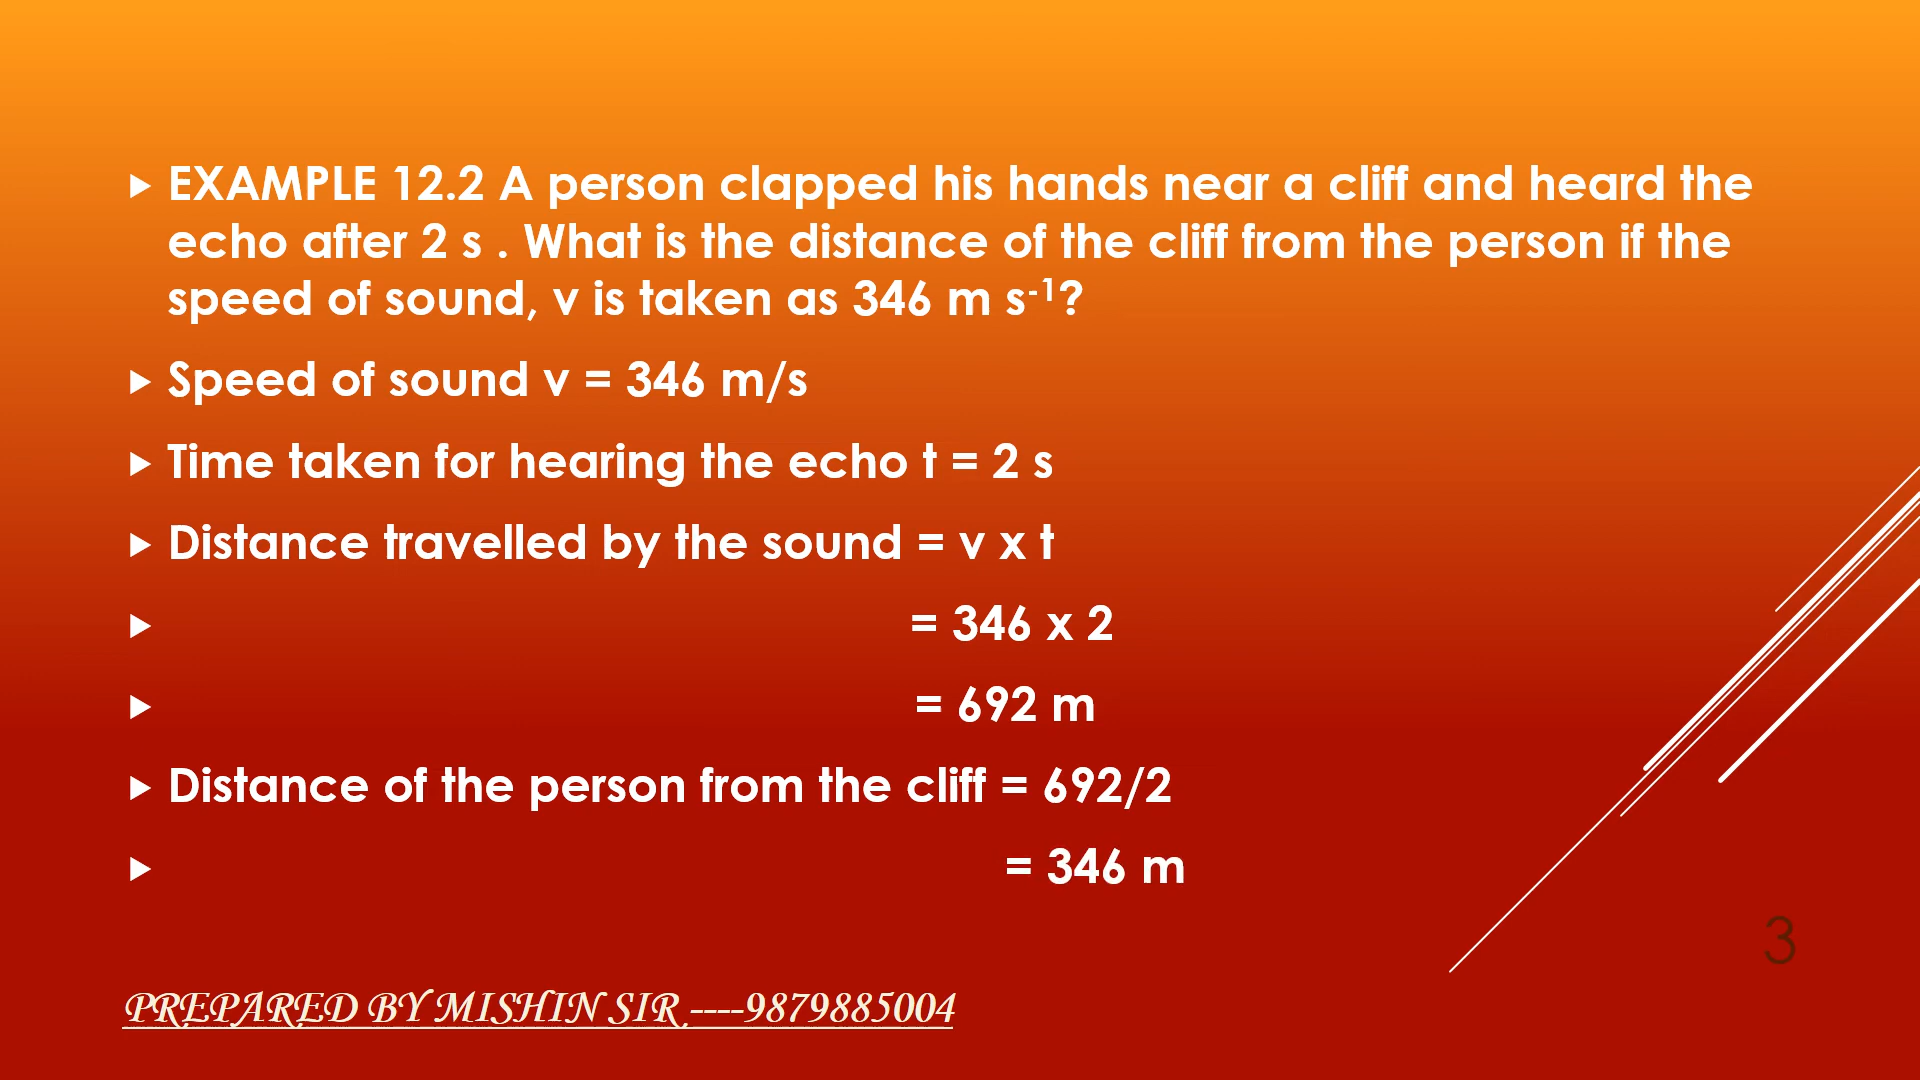 EXAMPLE 12.2 A person clapped his hands near a cliff and heard the
echo after 2 s . What is the distance of the cliff from the person if the
speed of sound, v is taken as 346 m s⁻¹?
Speed of sound v = 346 m/s
Time taken for hearing the echo t = 2 s
Distance travelled by the sound = v x t
= 346 x 2
= 692 m
Distance of the person from the cliff = 692/2
= 346 m
3
PREPARED BY MISHIN SIR ----9879885004